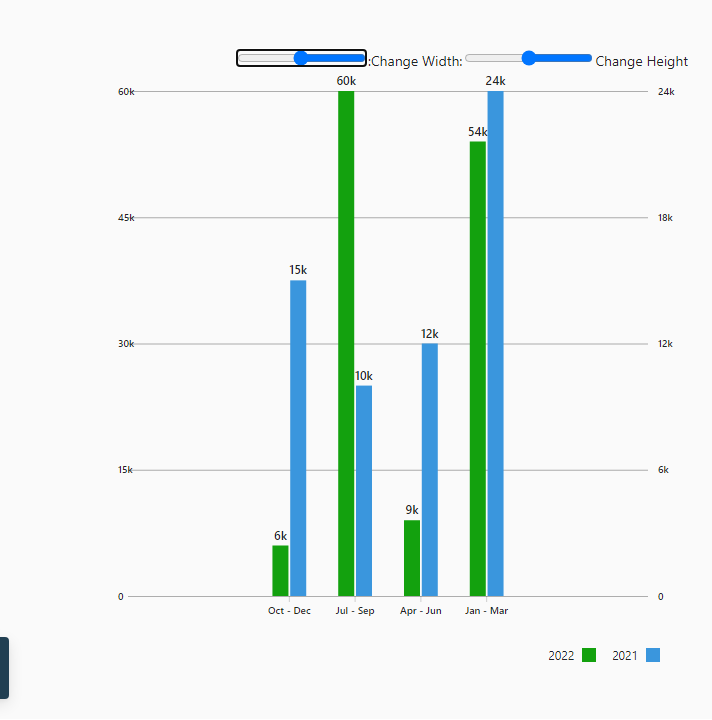 :Change Width: Change Height
60k 24k
60k 24k
54k
45k 18k
15k
12k
30k 12k
10k
15k 6k
9k
6k
0 0
Oct - Dec Jul - Sep Apr - Jun Jan - Mar
2022 2021